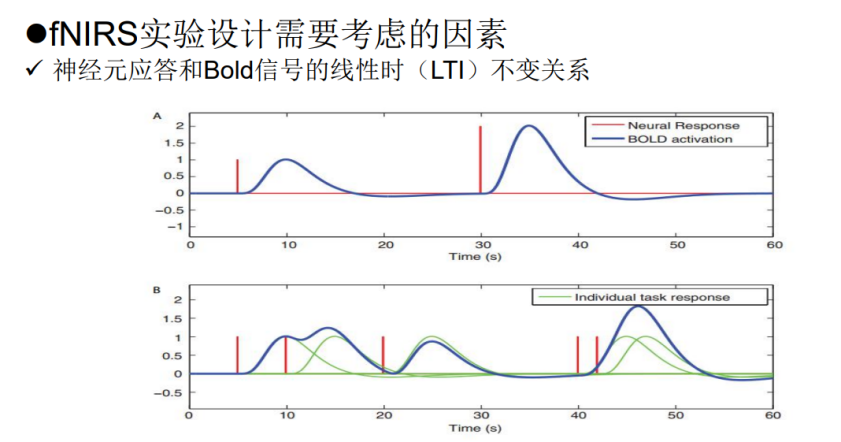 ●fNIRS实验设计需要考虑的因素
✓ 神经元应答和Bold信号的线性时（LTI）不变关系
A
Neural Response
BOLD activation
2
1.5
1
0.5
0
−0.5
−1
0 10 20 30 40 50 60
Time (s)
B
Individual task response
2
1.5
1
0.5
0
−0.5
0 10 20 30 40 50 60
Time (s)